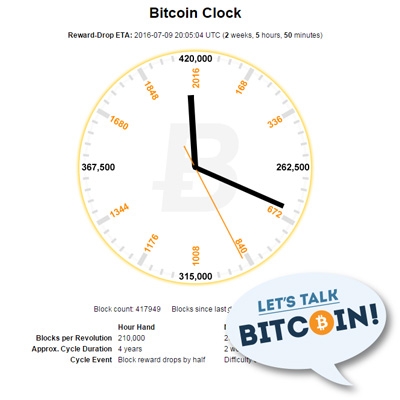 Bitcoin Clock
Reward-Drop ETA: 2016-07-09 20:05:04 UTC (2 weeks, 5 hours, 50 minutes)
420,000
2016
1848
168
1680
336
367,500
262,500
1344
672
1176
840
1008
315,000
Block count: 417949 Blocks since last
Hour Hand
Blocks per Revolution 210,000
Approx. Cycle Duration 4 years 2
Cycle Event Block reward drops by half Difficulty
LET'S TALK
BITCOIN!